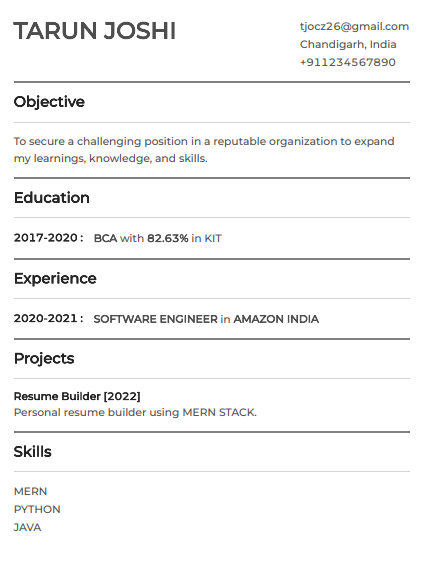 TARUN JOSHI
tjocz26@gmail.com
Chandigarh, India
+911234567890
Objective
To secure a challenging position in a reputable organization to expand
my learnings, knowledge, and skills.
Education
2017-2020 : BCA with 82.63% in KIT
Experience
2020-2021 : SOFTWARE ENGINEER in AMAZON INDIA
Projects
Resume Builder [2022]
Personal resume builder using MERN STACK.
Skills
MERN
PYTHON
JAVA